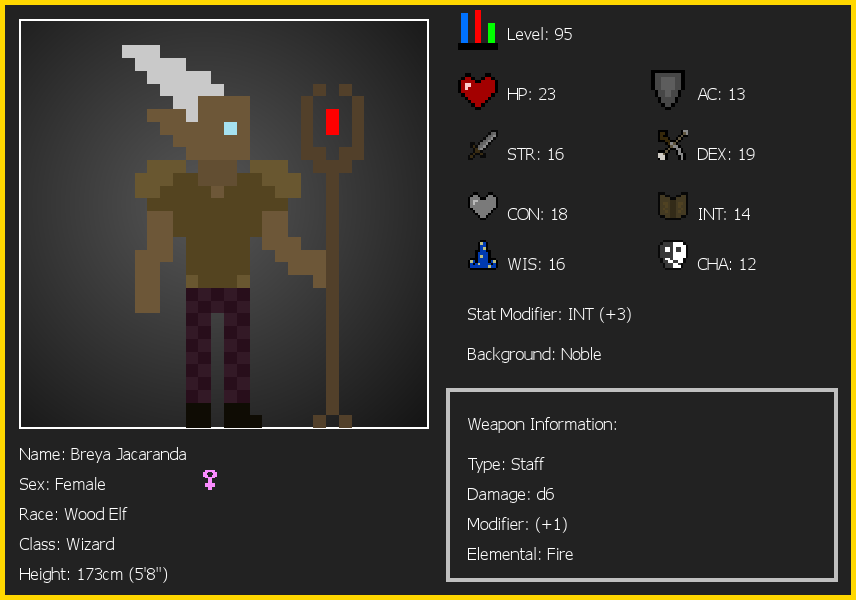 Level: 95
HP: 23
AC: 13
STR: 16
DEX: 19
CON: 18
INT: 14
WIS: 16
CHA: 12
Stat Modifier: INT (+3)
Background: Noble
Weapon Information:
Type: Staff
Damage: d6
Modifier: (+1)
Elemental: Fire
Name: Breya Jacaranda
Sex: Female
Race: Wood Elf
Class: Wizard
Height: 173cm (5'8")